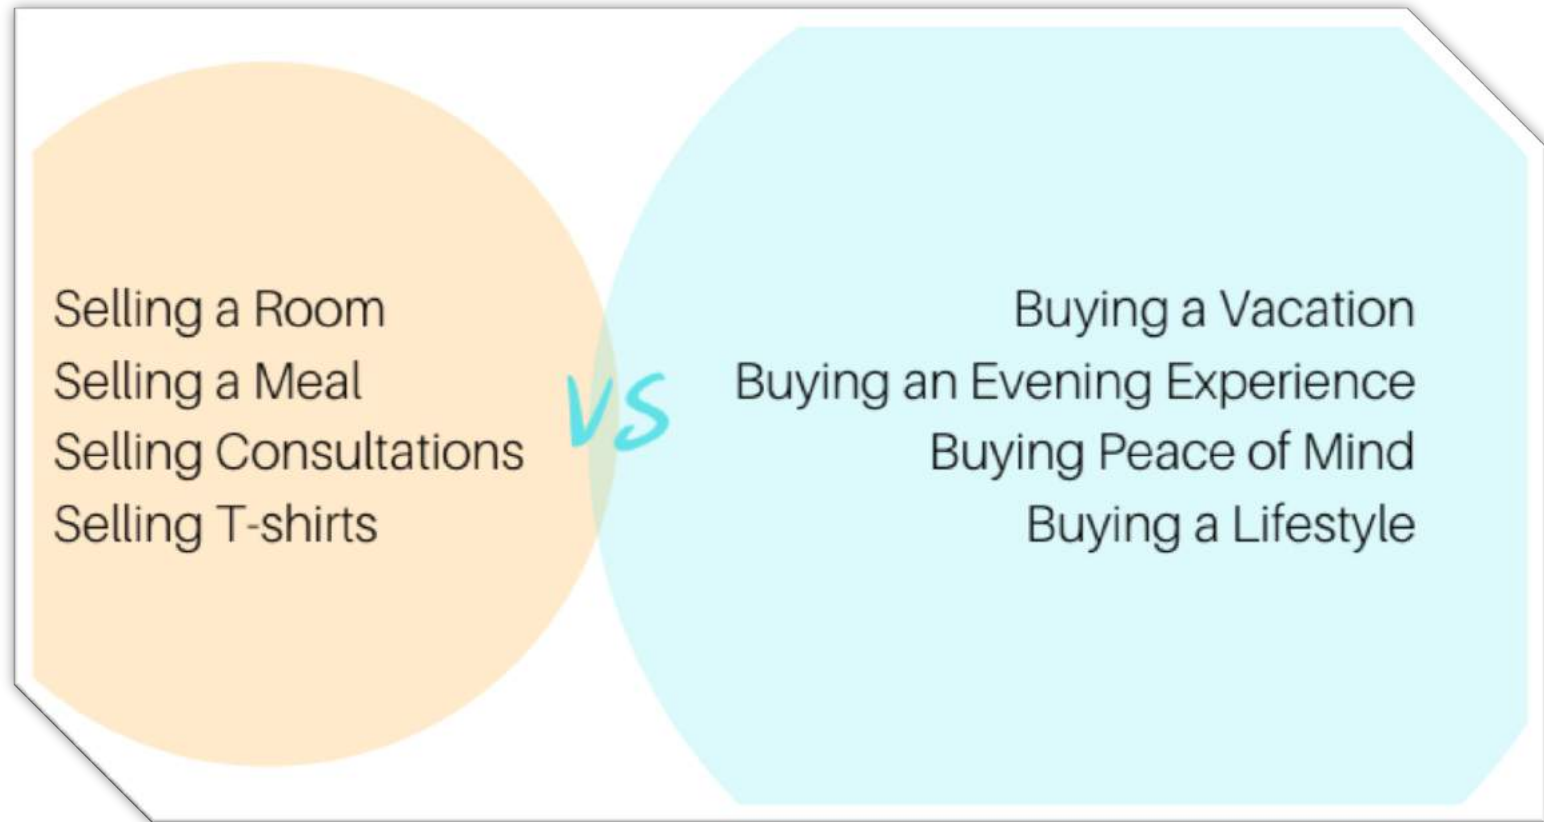 Selling a Room
Selling a Meal
Selling Consultations
Selling T-shirts
VS
Buying a Vacation
Buying an Evening Experience
Buying Peace of Mind
Buying a Lifestyle